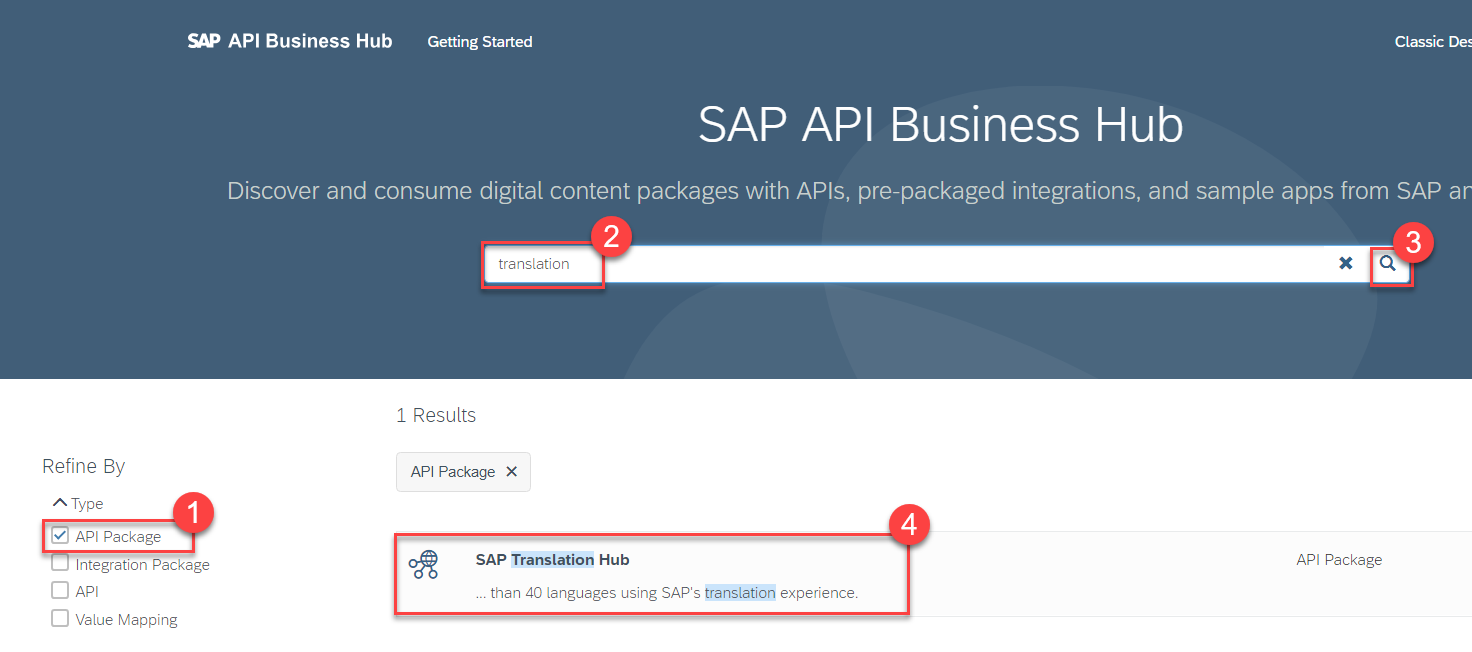 SAP API Business Hub Getting Started Classic Des
SAP API Business Hub
Discover and consume digital content packages with APIs, pre-packaged integrations, and sample apps from SAP an
2
3
translation
1 Results
Refine By
API Package
Type
1
API Package
4
Integration Package
API
Value Mapping
SAP Translation Hub API Package
... than 40 languages using SAP's translation experience.